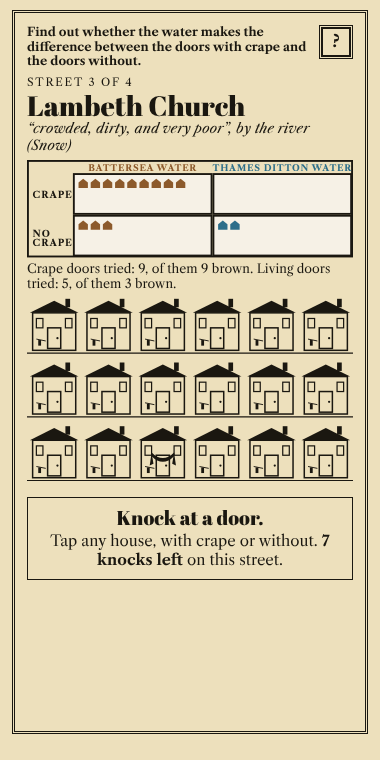 Find out whether the water makes the
difference between the doors with crape and
the doors without.
?
STREET 3 OF 4
Lambeth Church
“crowded, dirty, and very poor”, by the river
(Snow)
BATTERSEA WATER THAMES DITTON WATER
CRAPE
NO
CRAPE
Crape doors tried: 9, of them 9 brown. Living doors
tried: 5, of them 3 brown.
Knock at a door.
Tap any house, with crape or without. 7
knocks left on this street.